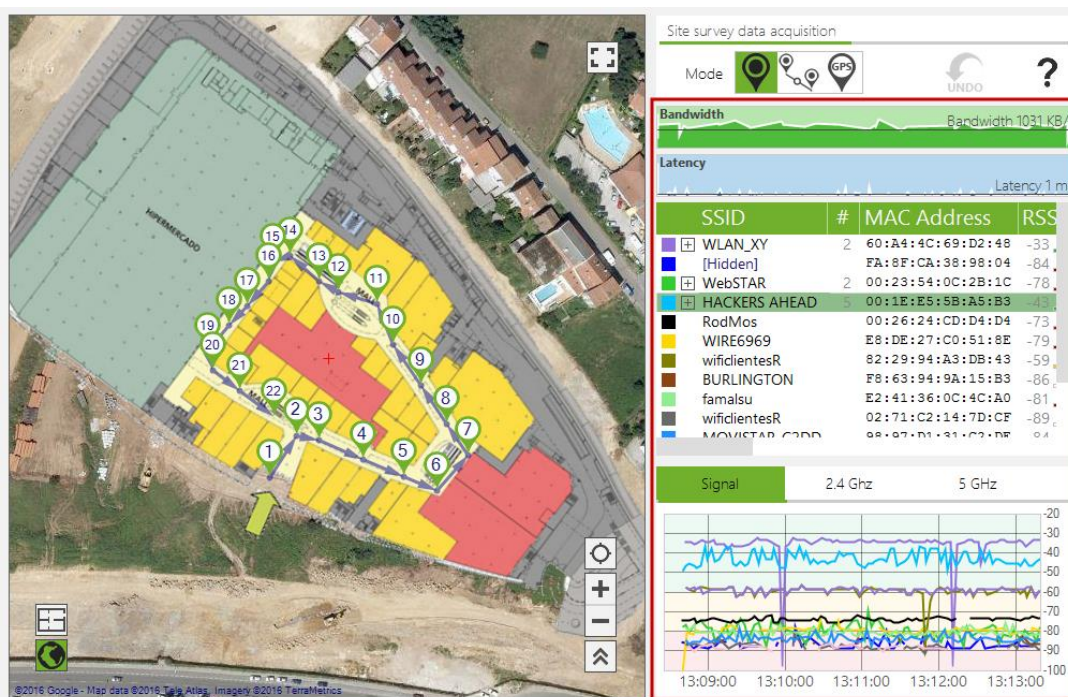 Site survey data acquisition
Mode
GPS
UNDO
?
Bandwidth
Bandwidth 1031 KB/
Latency
Latency 1 m
SSID # MAC Address RSS
WLAN_XY 2 60:A4:4C:69:D2:48 -33
[Hidden] FA:8F:CA:38:98:04 -84
WebSTAR 2 00:23:54:0C:2B:1C -78
HACKERS AHEAD 5 00:1E:E5:5B:A5:B3 -43
RodMos 00:26:24:CD:D4:D4 -73
WIRE6969 E8:DE:27:C0:51:8E -79
wificlientesR 82:29:94:A3:DB:43 -59
BURLINGTON F8:63:94:9A:15:B3 -86
famalsu E2:41:36:0C:4C:A0 -81
wificlientesR 02:71:C2:14:7D:CF -89
Signal 2.4 Ghz 5 GHz
-20
-30
-40
-50
-60
-70
-80
-90
-100
13:09:00 13:10:00 13:11:00 13:12:00 13:13:00
HIPERMERCADO
14
15
13
16
12
11
17
18
10
19
20
9
21
22
8
2
3
7
4
1
5
6
©2016 Google - Map data ©2016 Tele Atlas, Imagery ©2016 TerraMetrics